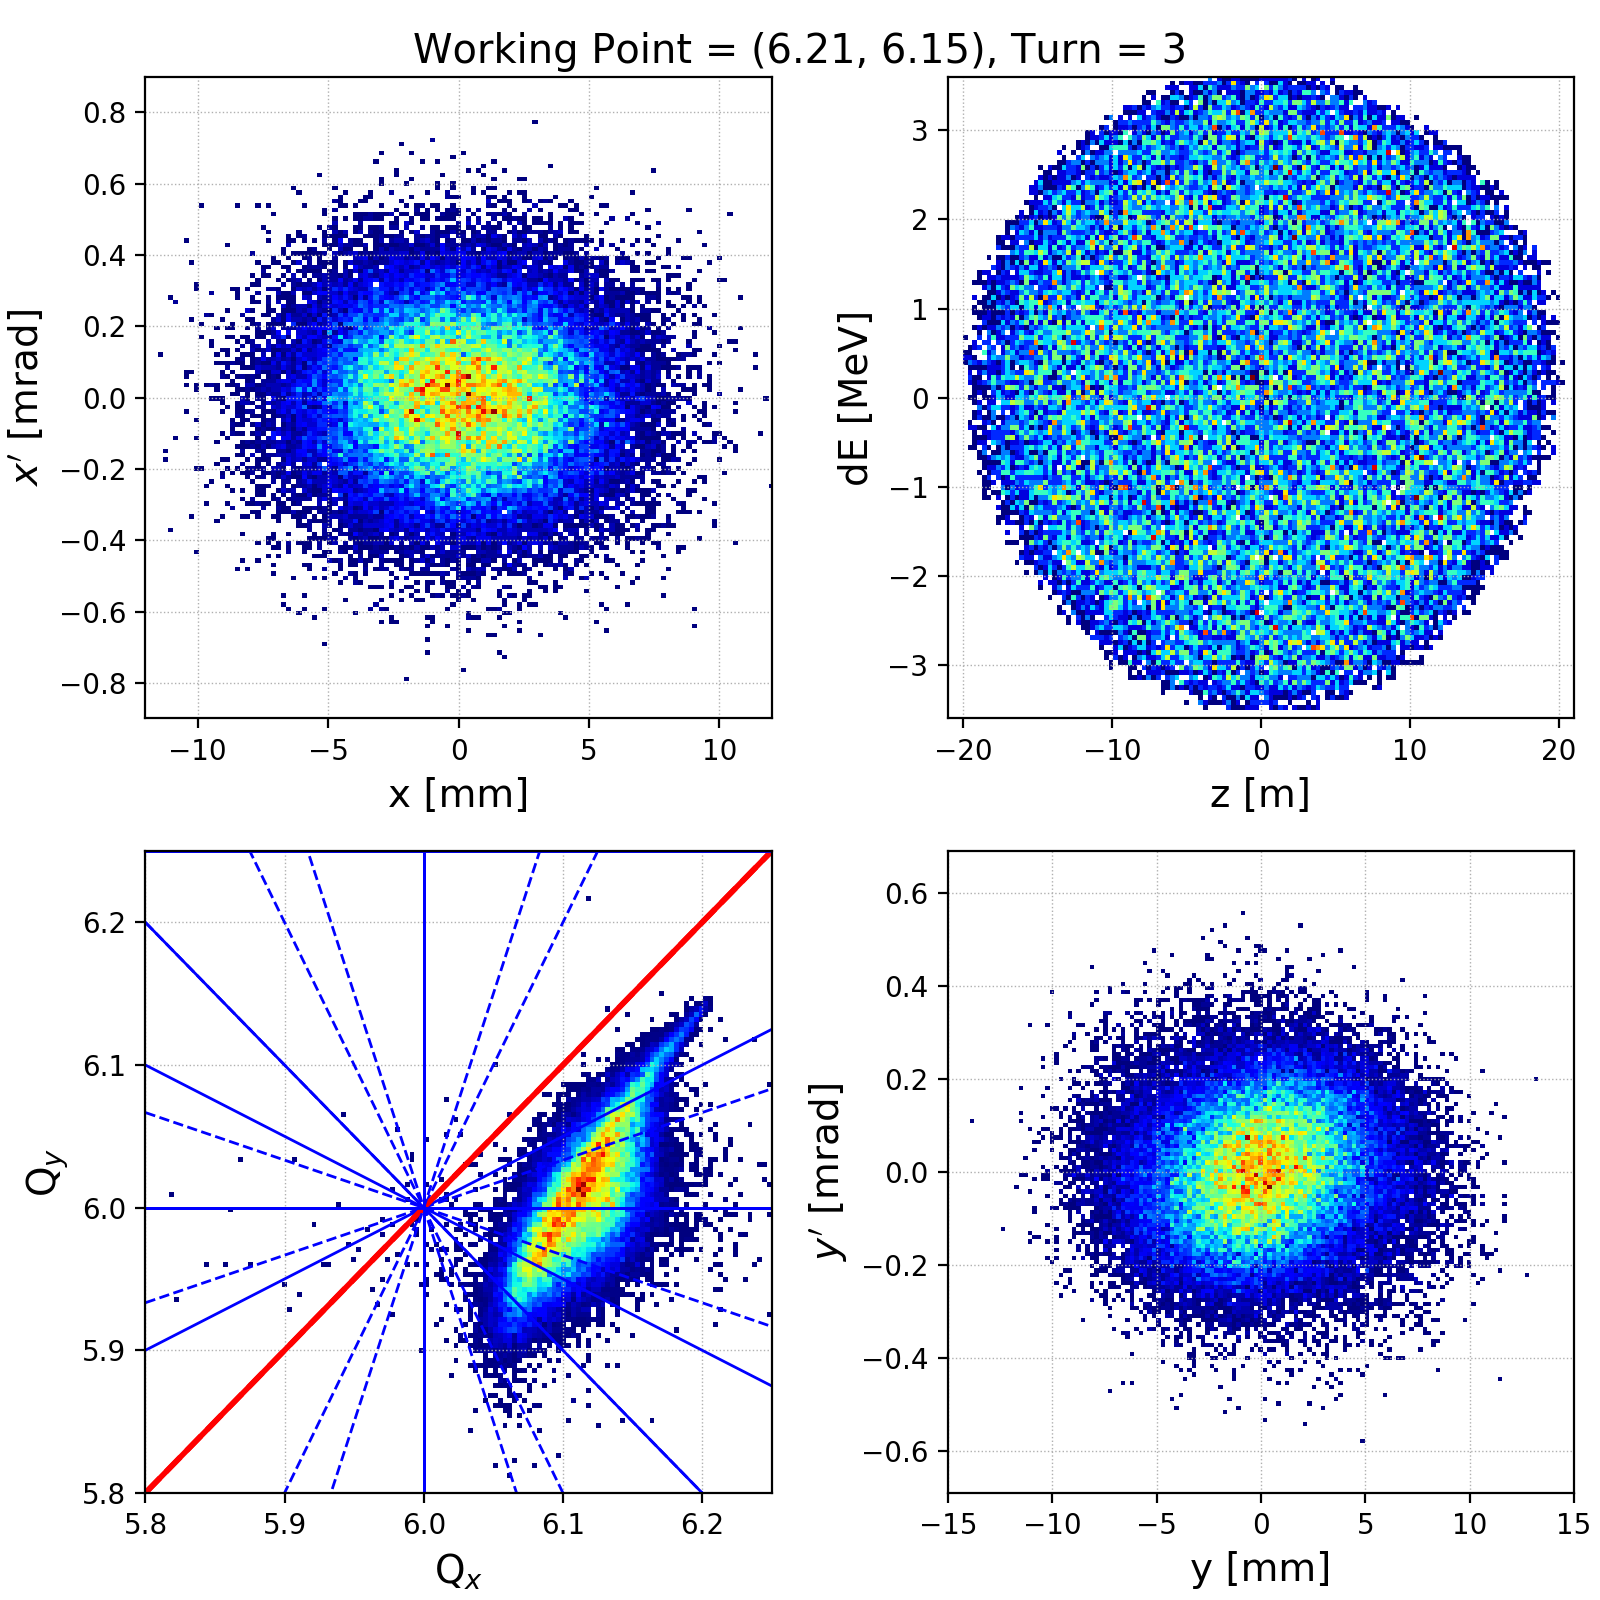 Working Point = (6.21, 6.15), Turn = 3
0.8
0.6
0.4
0.2
0.0
−0.2
−0.4
−0.6
−0.8
x′ [mrad]
−10 −5 0 5 10
x [mm]
3
2
1
0
−1
−2
−3
dE [MeV]
−20 −10 0 10 20
z [m]
6.2
6.1
6.0
5.9
5.8
Qy
5.8 5.9 6.0 6.1 6.2
Qx
0.6
0.4
0.2
0.0
−0.2
−0.4
−0.6
y′ [mrad]
−15 −10 −5 0 5 10 15
y [mm]